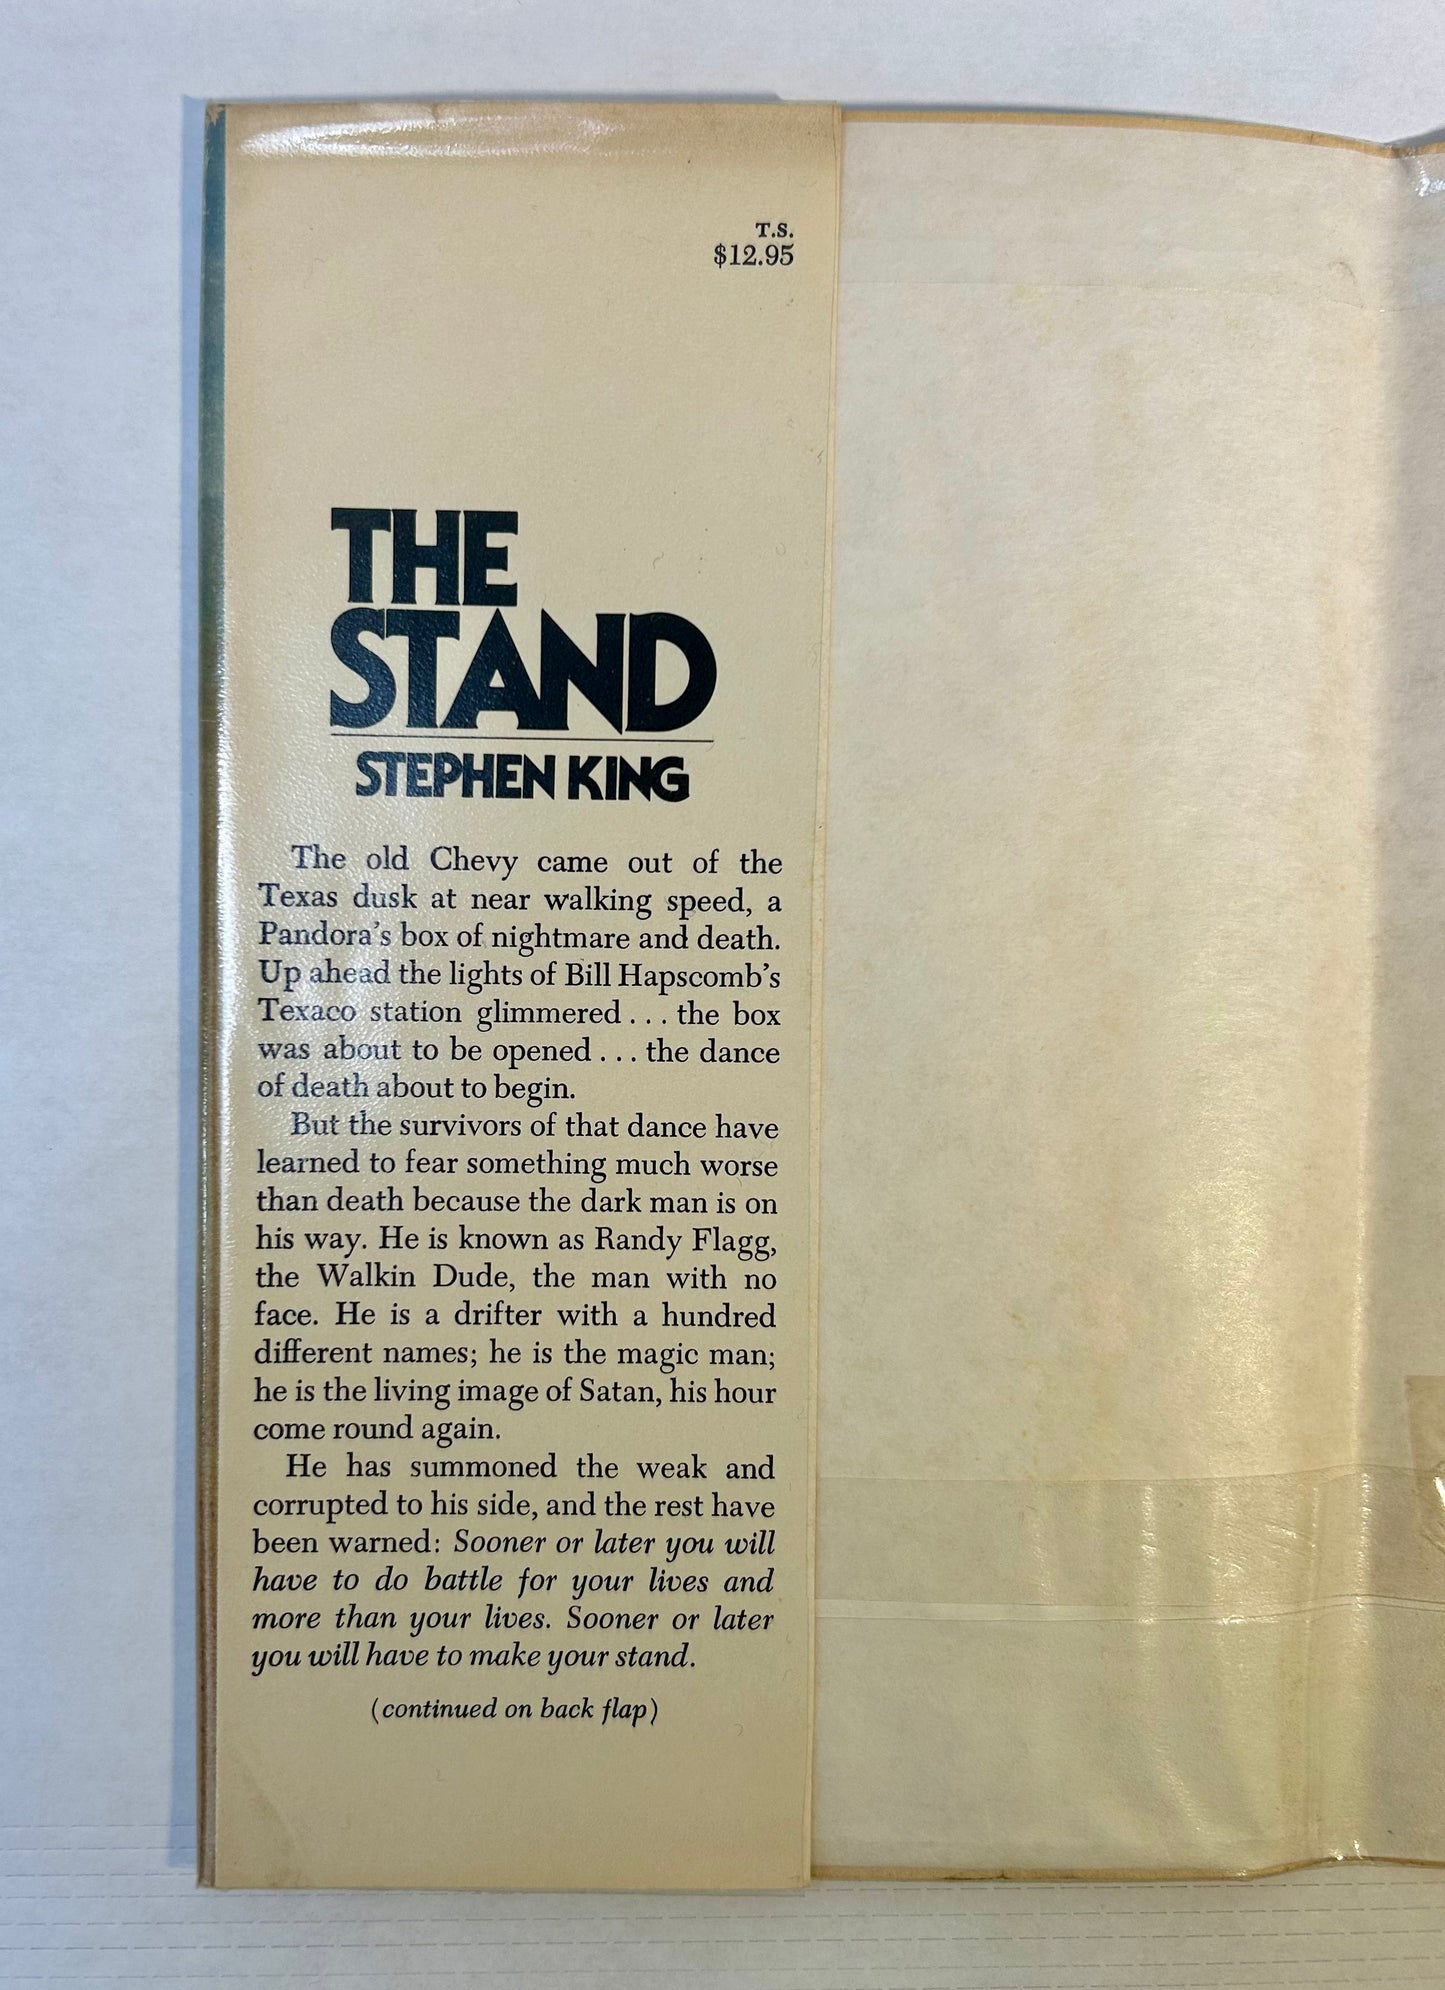 T.S.
$12.95
THE
STAND
STEPHEN KING
The old Chevy came out of the
Texas dusk at near walking speed, a
Pandora's box of nightmare and death.
Up ahead the lights of Bill Hapscomb's
Texaco station glimmered . . . the box
was about to be opened . . . the dance
of death about to begin.
But the survivors of that dance have
learned to fear something much worse
than death because the dark man is on
his way. He is known as Randy Flagg,
the Walkin Dude, the man with no
face. He is a drifter with a hundred
different names; he is the magic man;
he is the living image of Satan, his hour
come round again.
He has summoned the weak and
corrupted to his side, and the rest have
been warned: Sooner or later you will
have to do battle for your lives and
more than your lives. Sooner or later
you will have to make your stand.
(continued on back flap)